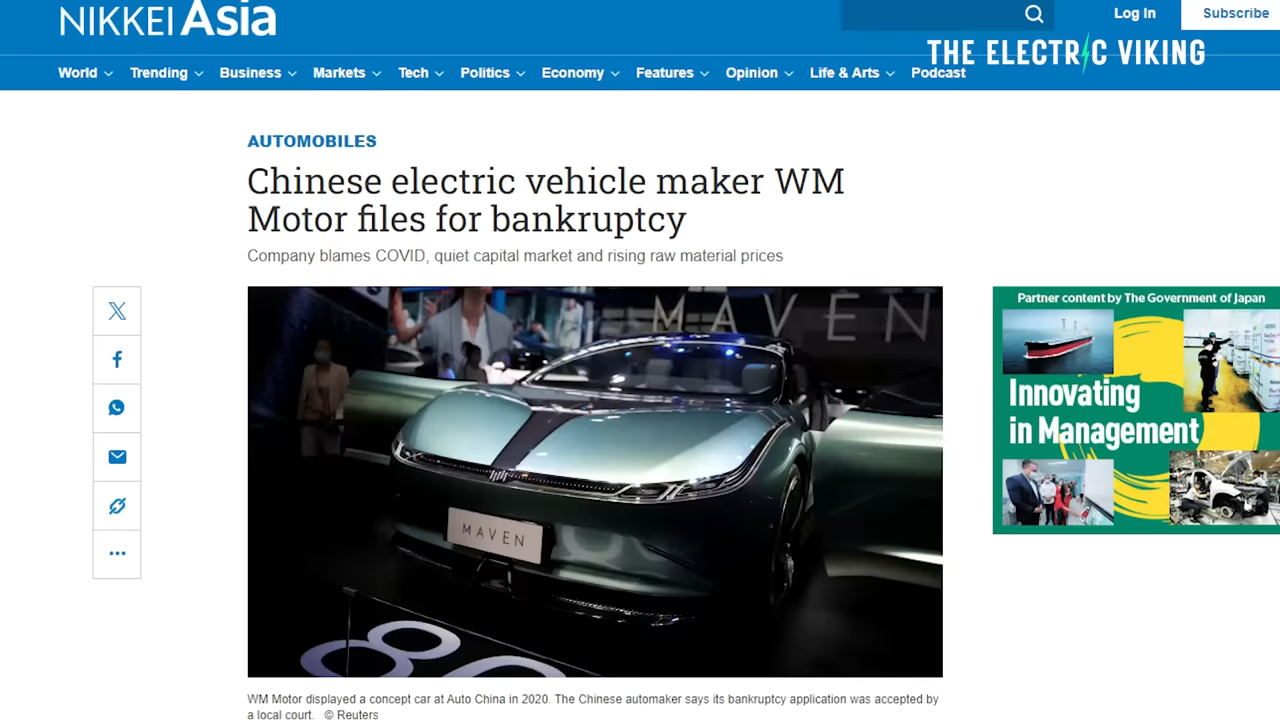 NIKKEI Asia
Log In
Subscribe
THE ELECTRIC VIKING
World
Trending
Business
Markets
Tech
Politics
Economy
Features
Opinion
Life & Arts
Podcast
AUTOMOBILES
Chinese electric vehicle maker WM
Motor files for bankruptcy
Company blames COVID, quiet capital market and rising raw material prices
MAVEN
MAVEN
80
Partner content by The Government of Japan
Innovating
in Management
WM Motor displayed a concept car at Auto China in 2020. The Chinese automaker says its bankruptcy application was accepted by
a local court. © Reuters